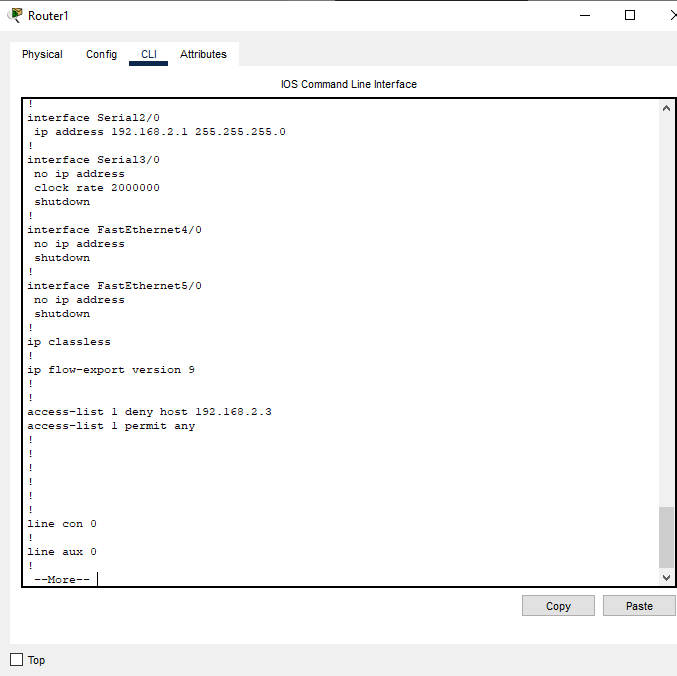 Router1
Physical Config CLI Attributes
IOS Command Line Interface
!
interface Serial2/0
 ip address 192.168.2.1 255.255.255.0
!
interface Serial3/0
 no ip address
 clock rate 2000000
 shutdown
!
interface FastEthernet4/0
 no ip address
 shutdown
!
interface FastEthernet5/0
 no ip address
 shutdown
!
ip classless
!
ip flow-export version 9
!
!
access-list 1 deny host 192.168.2.3
access-list 1 permit any
!
!
!
!
!
!
line con 0
!
line aux 0
!
 --More--
Copy Paste
Top